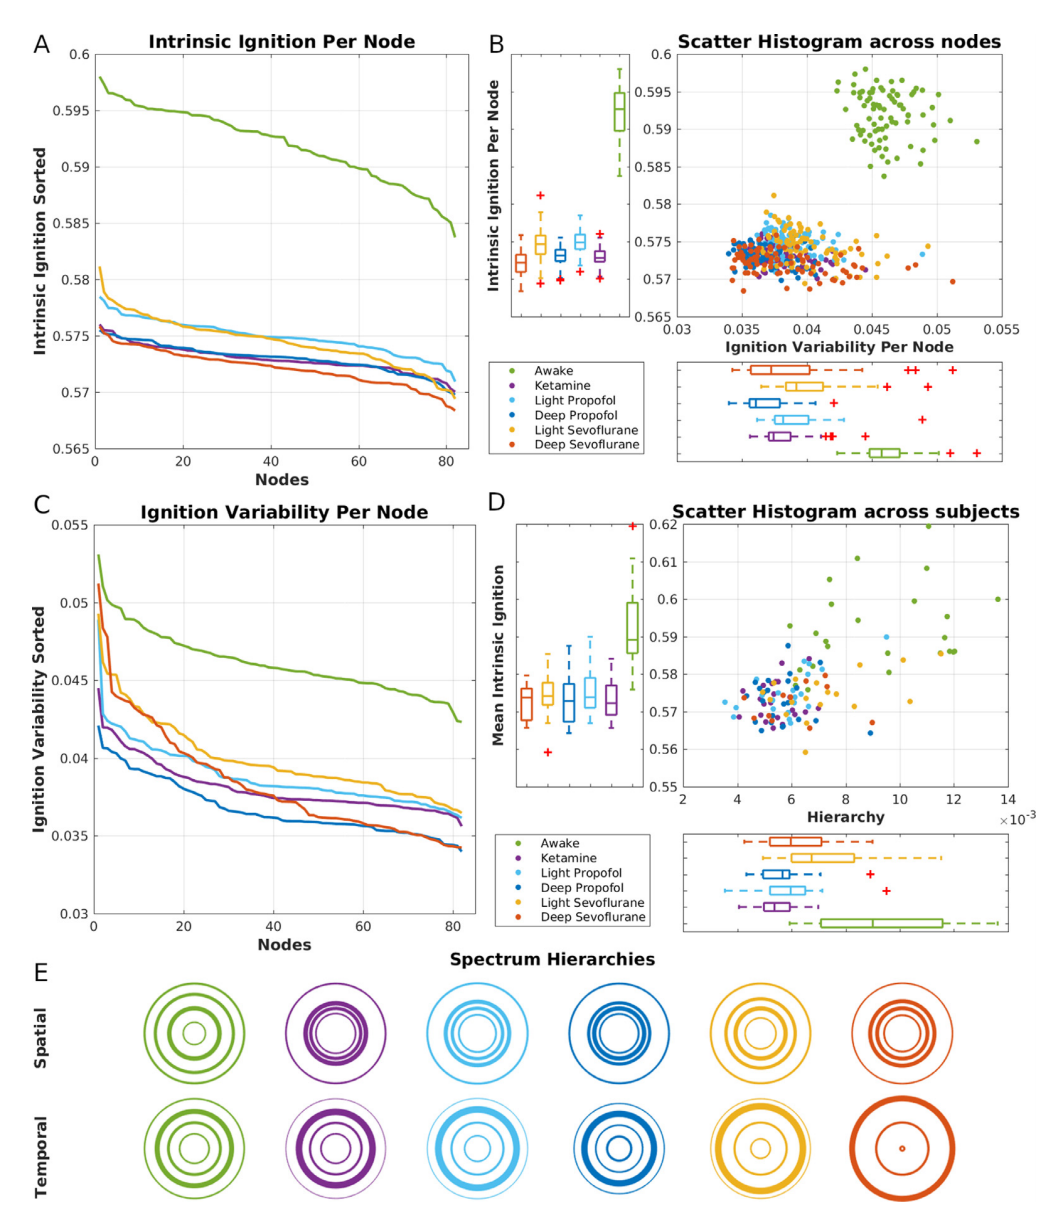 A
Intrinsic Ignition Per Node
Intrinsic Ignition Sorted
0.6
0.595
0.59
0.585
0.58
0.575
0.57
0.565
0
20
40
60
80
Nodes
B
Scatter Histogram across nodes
Intrinsic Ignition Per Node
0.6
0.595
0.59
0.585
0.58
0.575
0.57
0.565
0.03
0.035
0.04
0.045
0.05
0.055
Ignition Variability Per Node
Awake
Ketamine
Light Propofol
Deep Propofol
Light Sevoflurane
Deep Sevoflurane
C
Ignition Variability Per Node
Ignition Variability Sorted
0.055
0.05
0.045
0.04
0.035
0.03
0
20
40
60
80
Nodes
D
Scatter Histogram across subjects
Mean Intrinsic Ignition
0.62
0.61
0.6
0.59
0.58
0.57
0.56
0.55
2
4
6
8
10
12
14
Hierarchy
×10⁻³
Awake
Ketamine
Light Propofol
Deep Propofol
Light Sevoflurane
Deep Sevoflurane
E
Spectrum Hierarchies
Spatial
Temporal